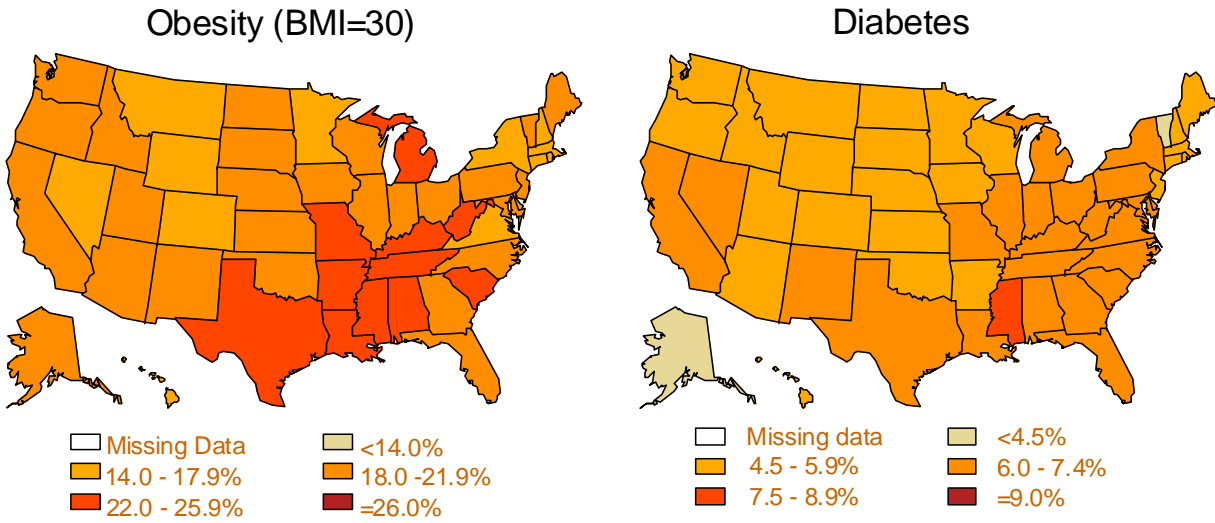 Obesity (BMI=30)
Missing Data
<14.0%
14.0 - 17.9%
18.0 -21.9%
22.0 - 25.9%
=26.0%
Diabetes
Missing data
<4.5%
4.5 - 5.9%
6.0 - 7.4%
7.5 - 8.9%
=9.0%